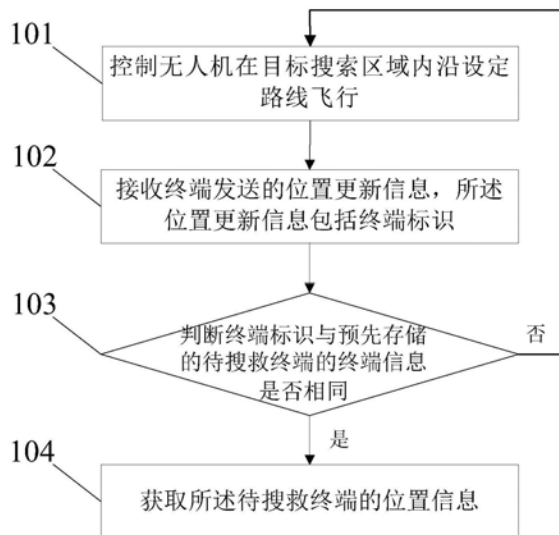 101
控制无人机在目标搜索区域内沿设定
路线飞行
102
接收终端发送的位置更新信息，所述
位置更新信息包括终端标识
103
判断终端标识与预先存储
的待搜救终端的终端信息
是否相同
否
是
104
获取所述待搜救终端的位置信息